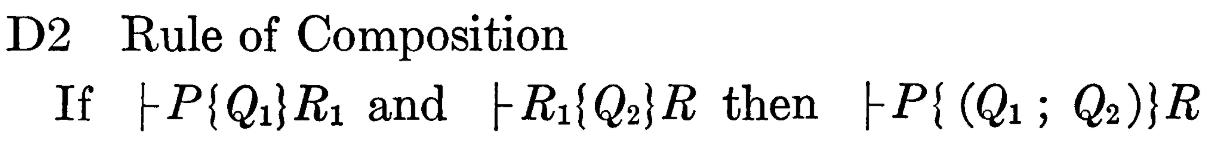 D2 Rule of Composition
If ⊢P{Q₁}R₁ and ⊢R₁{Q₂}R then ⊢P{ (Q₁ ; Q₂)}R